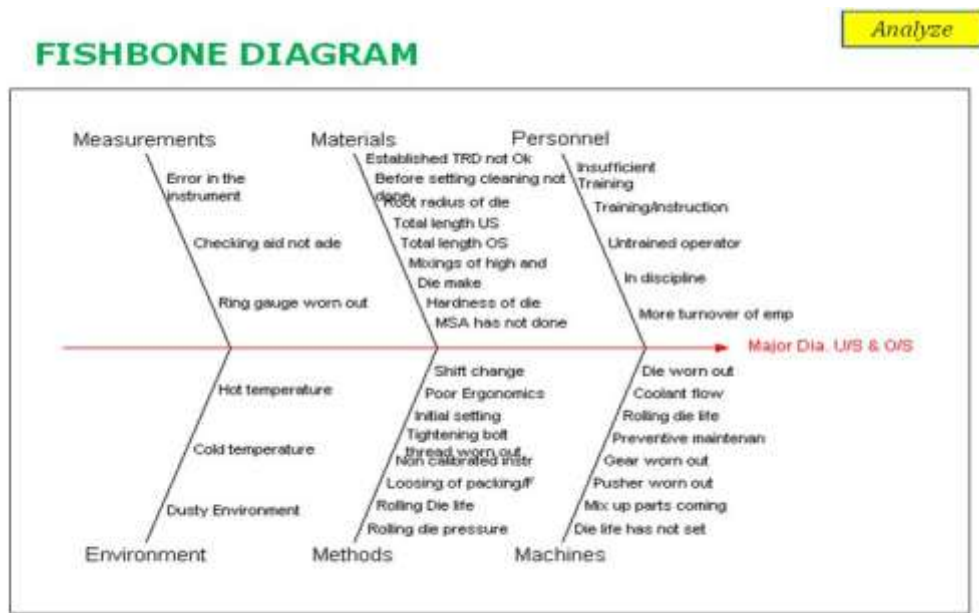 Analyze
FISHBONE DIAGRAM
Measurements
Error in the
instrument
Checking aid not ade
Ring gauge worn out
Materials
Established TRD not Ok
Before setting cleaning not
done
Root radius of die
Total length US
Total length OS
Mixings of high and
Die make
Hardness of die
MSA has not done
Personnel
Insufficient
Training
Training/Instruction
Untrained operator
In discipline
More turnover of emp
Major Dia. U/S & O/S
Hot temperature
Cold temperature
Dusty Environment
Environment
Shift change
Poor Ergonomics
Initial setting
Tightening bolt
thread worn out
Non calibrated instr
Loosing of packing/
Rolling Die life
Rolling die pressure
Methods
Die worn out
Coolant flow
Rolling die life
Preventive maintenan
Gear worn out
Pusher worn out
Mix up parts coming
Die life has not set
Machines